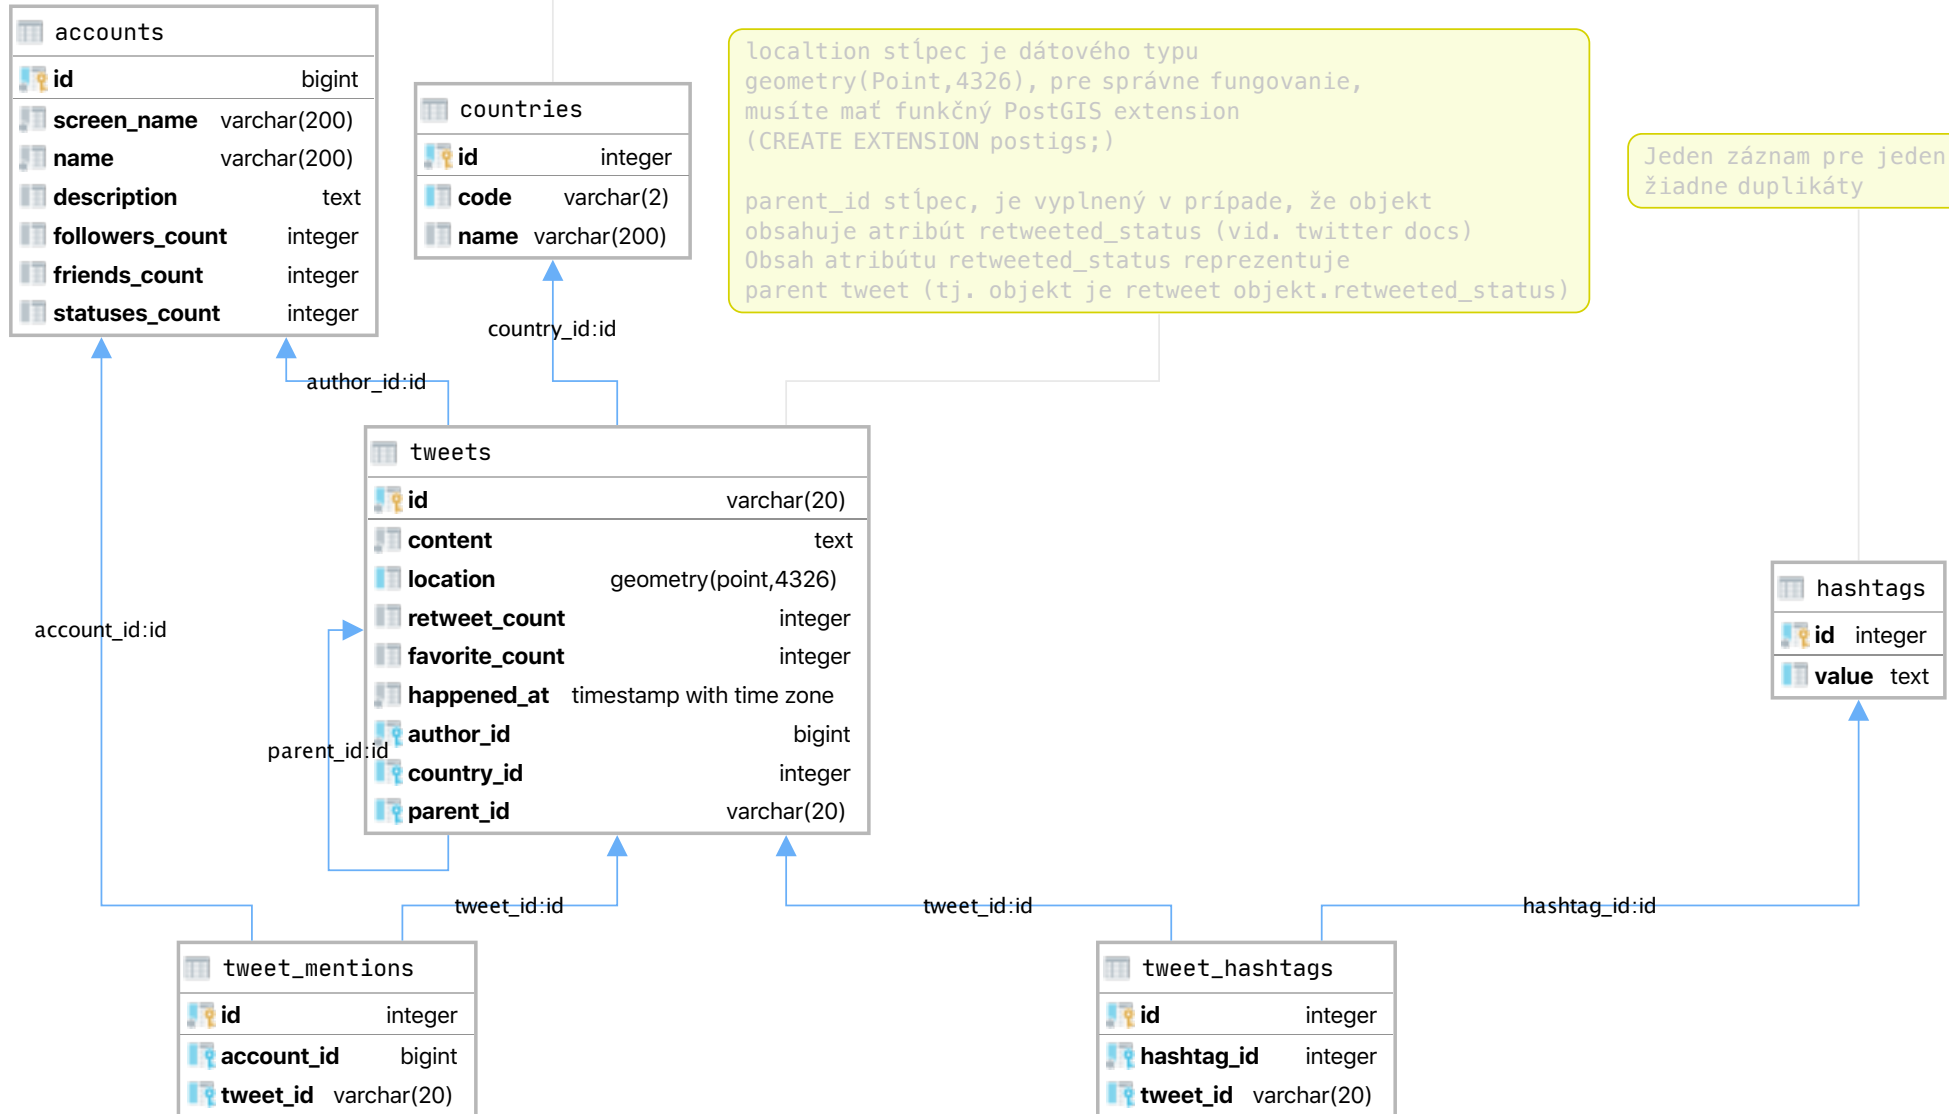 accounts
id bigint
screen_name varchar(200)
name varchar(200)
description text
followers_count integer
friends_count integer
statuses_count integer
countries
id integer
code varchar(2)
name varchar(200)
localtion stĺpec je dátového typu
geometry(Point,4326), pre správne fungovanie,
musíte mať funkčný PostGIS extension
(CREATE EXTENSION postigs;)
parent_id stĺpec, je vyplnený v prípade, že objekt
obsahuje atribút retweeted_status (vid. twitter docs)
Obsah atribútu retweeted_status reprezentuje
parent tweet (tj. objekt je retweet objekt.retweeted_status)
Jeden záznam pre jeden
žiadne duplikáty
country_id:id
author_id:id
tweets
id varchar(20)
content text
location geometry(point,4326)
retweet_count integer
favorite_count integer
happened_at timestamp with time zone
author_id bigint
country_id integer
parent_id varchar(20)
hashtags
id integer
value text
account_id:id
parent_id:id
tweet_id:id
tweet_id:id
hashtag_id:id
tweet_mentions
id integer
account_id bigint
tweet_id varchar(20)
tweet_hashtags
id integer
hashtag_id integer
tweet_id varchar(20)